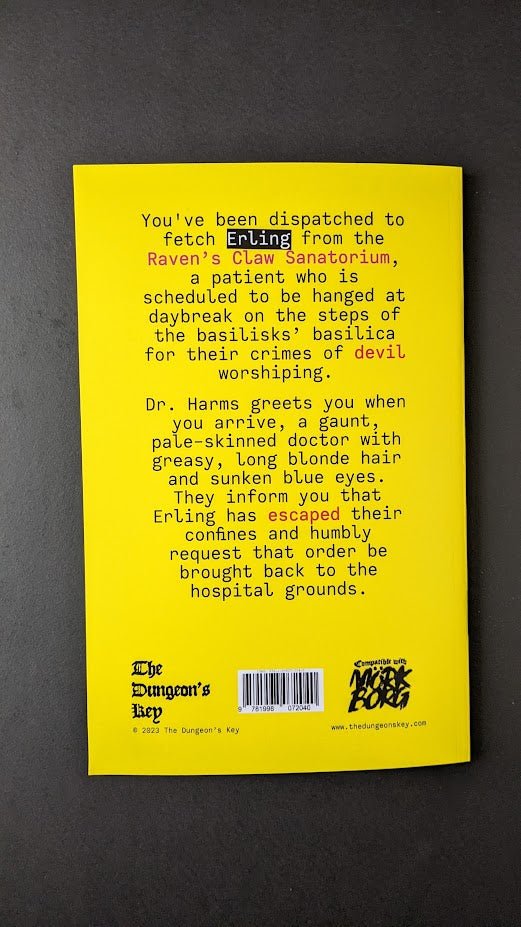 You've been dispatched to
fetch Erling from the
Raven's Claw Sanatorium,
a patient who is
scheduled to be hanged at
daybreak on the steps of
the basilisks' basilica
for their crimes of devil
worshiping.
Dr. Harms greets you when
you arrive, a gaunt,
pale-skinned doctor with
greasy, long blonde hair
and sunken blue eyes.
They inform you that
Erling has escaped their
confines and humbly
request that order be
brought back to the
hospital grounds.
The
Dungeon's
Key
© 2023 The Dungeon's Key
9 781998 072040
Compatible with
MÖRK
BORG
www.thedungeonskey.com